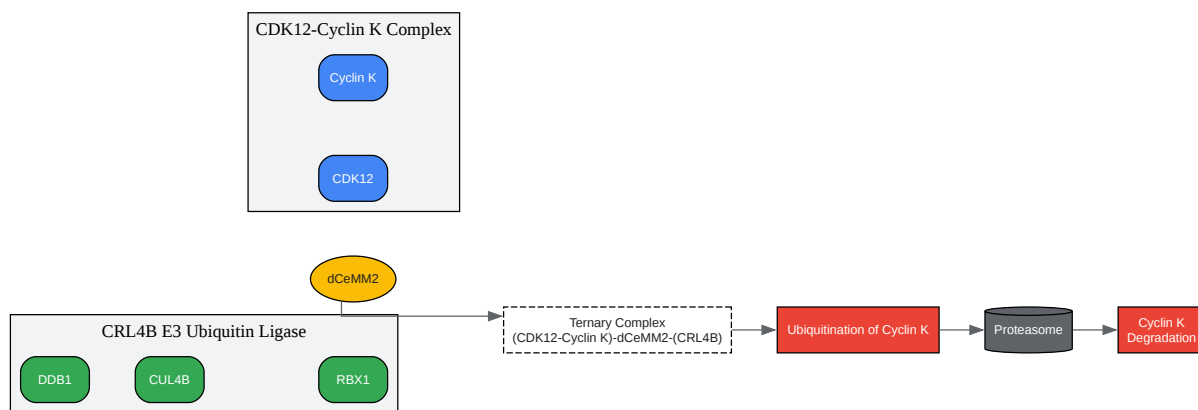 CDK12-Cyclin K Complex
Cyclin K
CDK12
dCeMM2
CRL4B E3 Ubiquitin Ligase
DDB1
CUL4B
RBX1
Ternary Complex
(CDK12-Cyclin K)-dCeMM2-(CRL4B)
Ubiquitination of Cyclin K
Proteasome
Cyclin K
Degradation